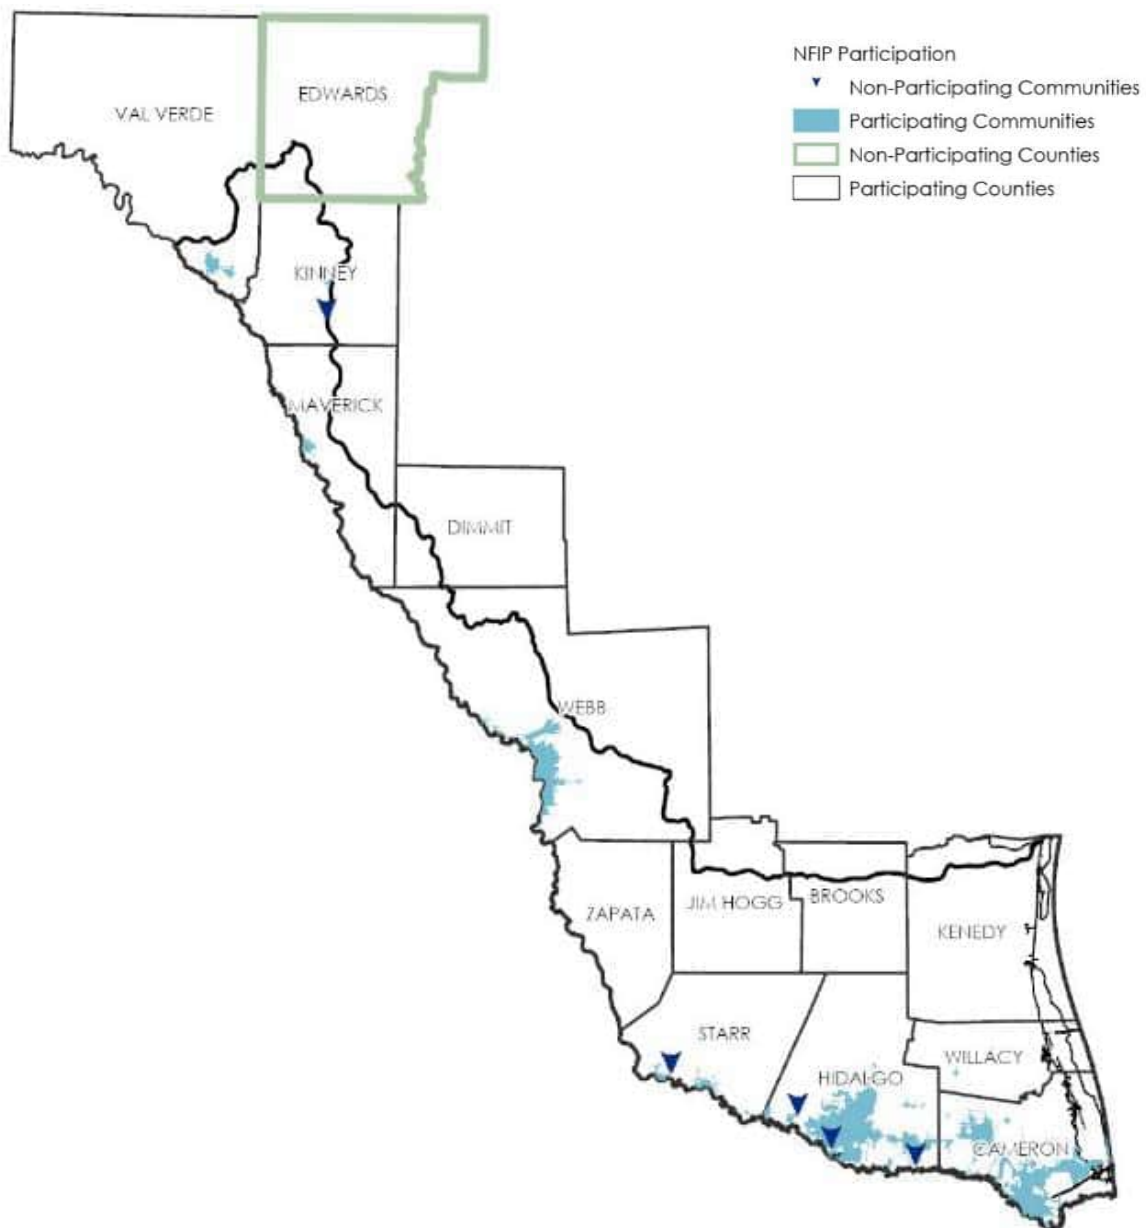 NFIP Participation
Non-Participating Communities
Participating Communities
Non-Participating Counties
Participating Counties
EDWARDS
VAL VERDE
KINNEY
MAVERICK
DIMMIT
WEBB
ZAPATA
JIM HOGG
BROOKS
KENEDY
STARR
WILLACY
HIDALGO
CAMERON